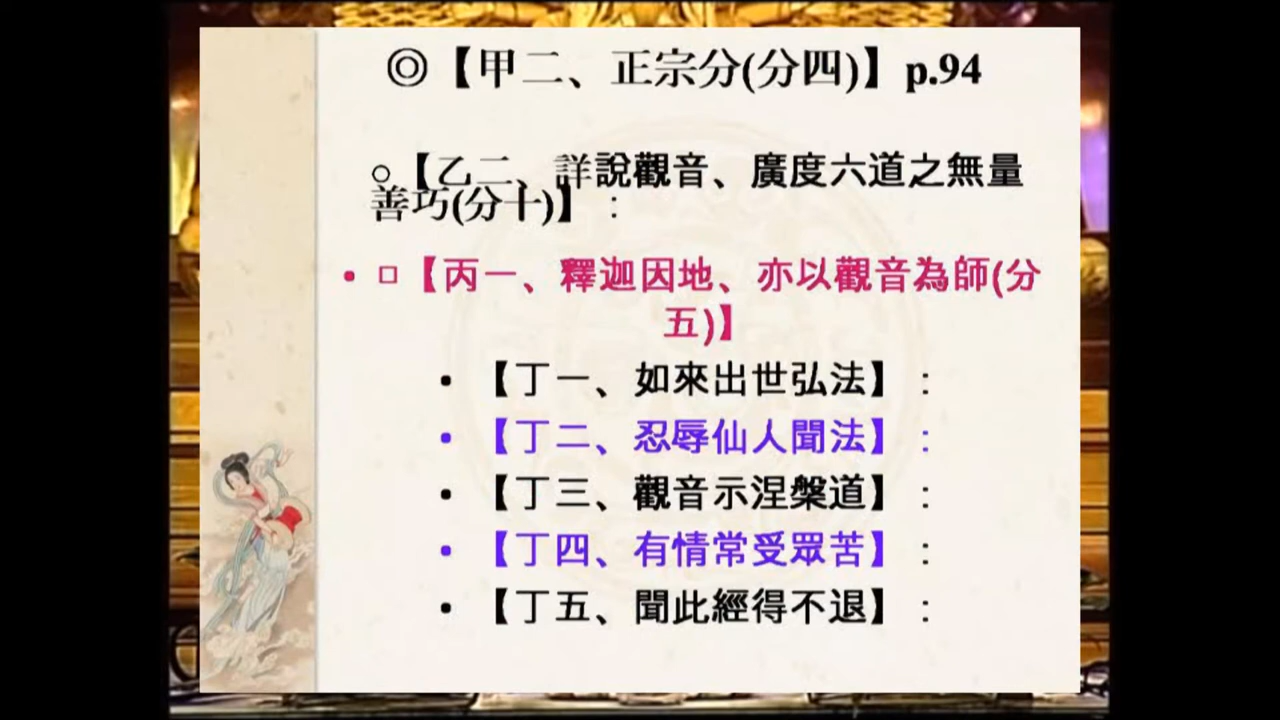 ◎【甲二、正宗分(分四)】p.94
○【乙二、詳說觀音、廣度六道之無量
善巧(分十)】：
• □【丙一、釋迦因地、亦以觀音為師(分
五)】
• 【丁一、如來出世弘法】：
• 【丁二、忍辱仙人聞法】：
• 【丁三、觀音示涅槃道】：
• 【丁四、有情常受眾苦】：
• 【丁五、聞此經得不退】：